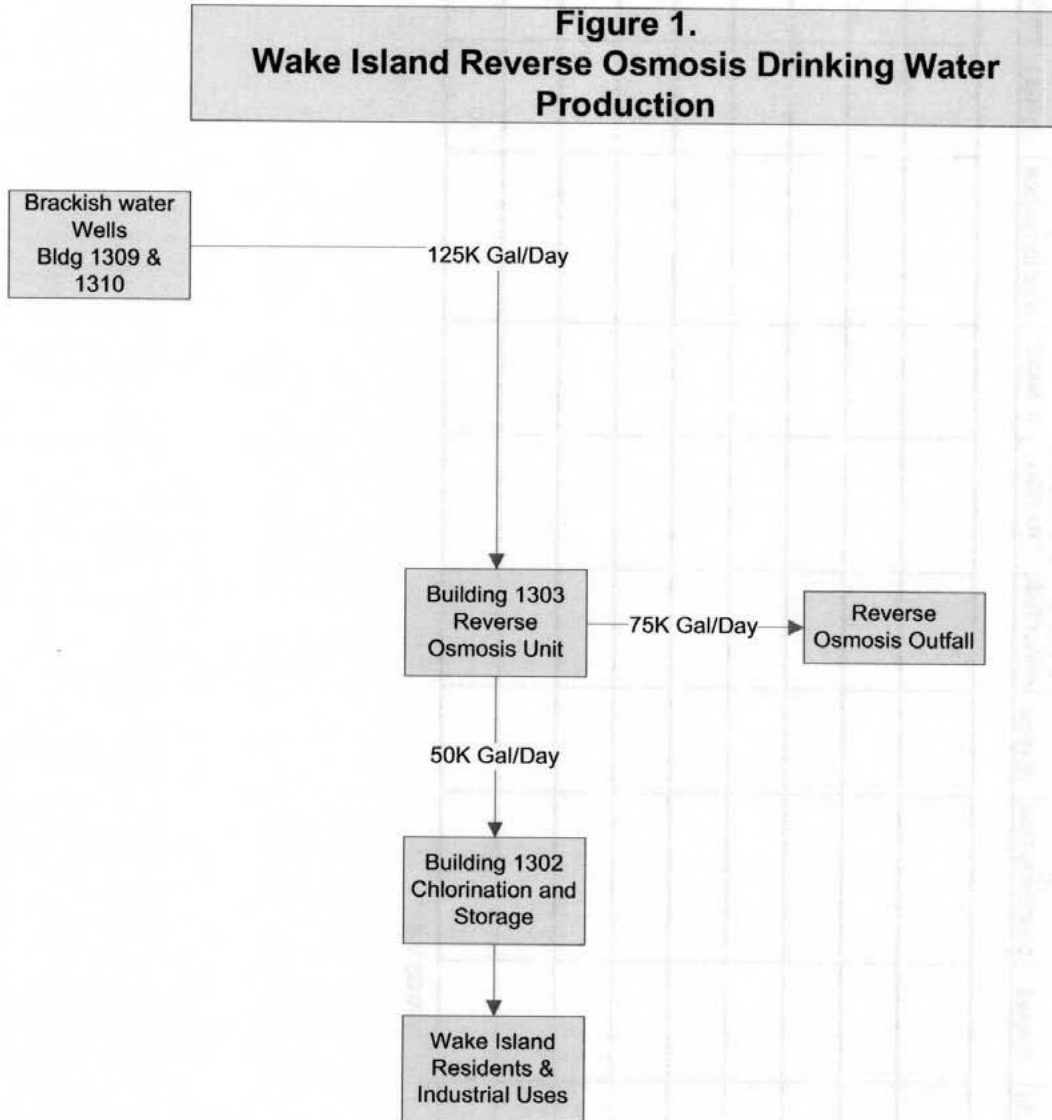 Figure 1.
Wake Island Reverse Osmosis Drinking Water
Production
Brackish water
Wells
Bldg 1309 &
1310
125K Gal/Day
Building 1303
Reverse
Osmosis Unit
75K Gal/Day
Reverse
Osmosis Outfall
50K Gal/Day
Building 1302
Chlorination and
Storage
Wake Island
Residents &
Industrial Uses